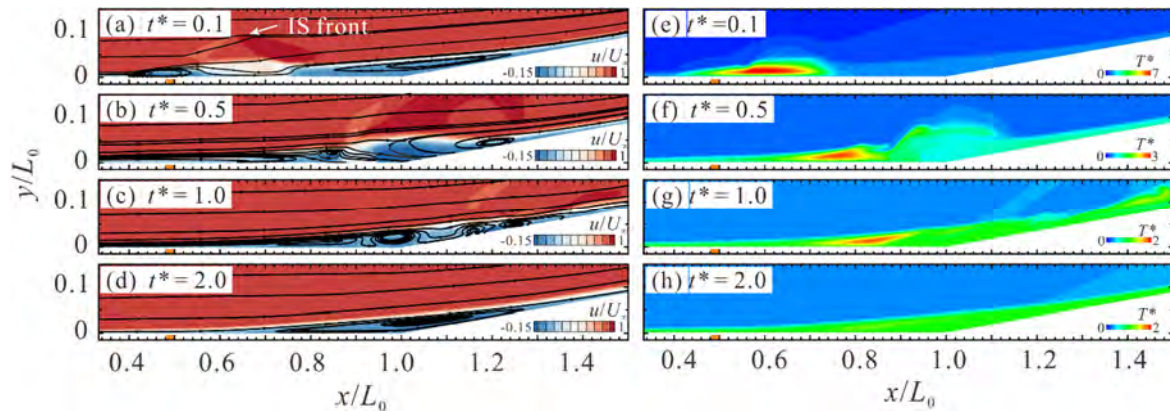 0.1
0
0.1
0
0.1
0
0.1
0
y/L₀
(a) t* = 0.1
IS front
-0.15 u/U 1
(b) t* = 0.5
-0.15 u/U 1
(c) t* = 1.0
-0.15 u/U 1
(d) t* = 2.0
-0.15 u/U 1
0.4 0.6 0.8 1.0 1.2 1.4
x/L₀
(e) t* = 0.1
T*
0 7
(f) t* = 0.5
T*
0 3
(g) t* = 1.0
T*
0 2
(h) t* = 2.0
T*
0 2
0.4 0.6 0.8 1.0 1.2 1.4
x/L₀